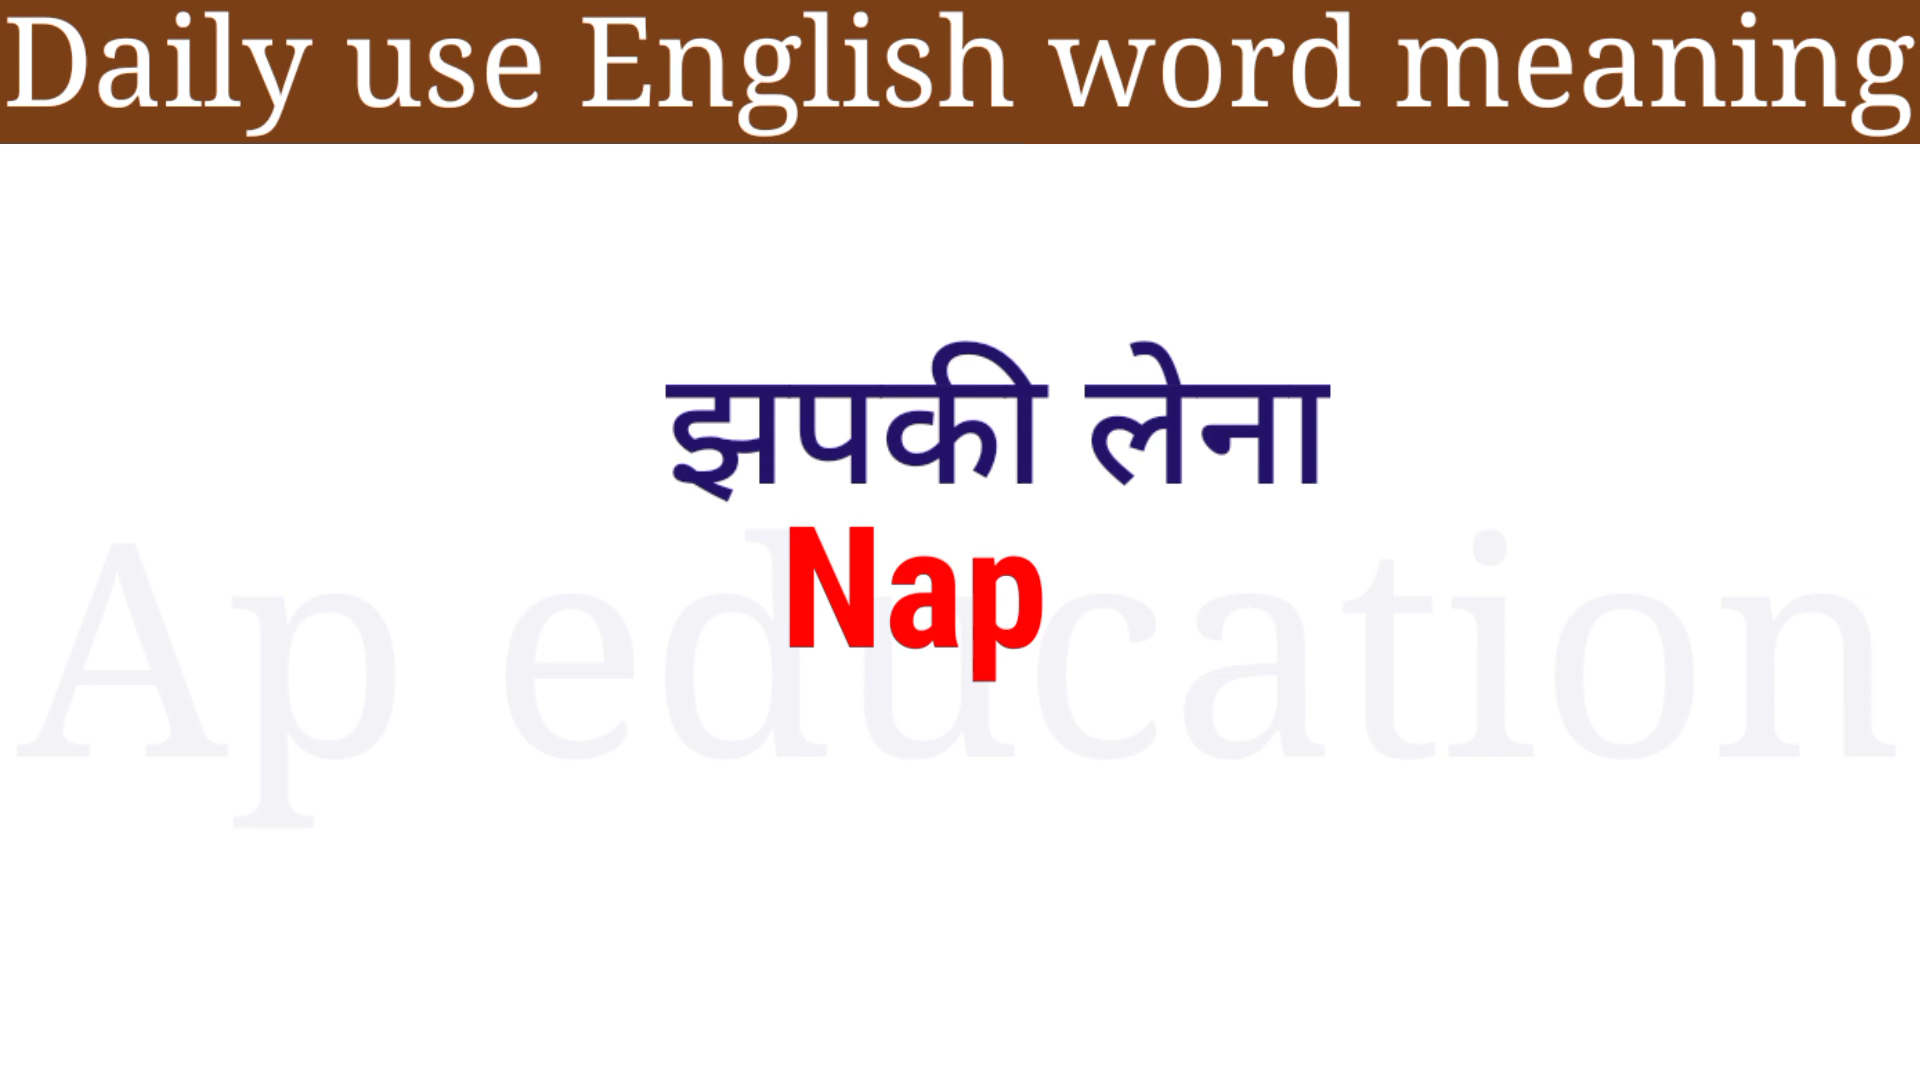 Daily use English word meaning
झपकी लेना
Nap
Ap education